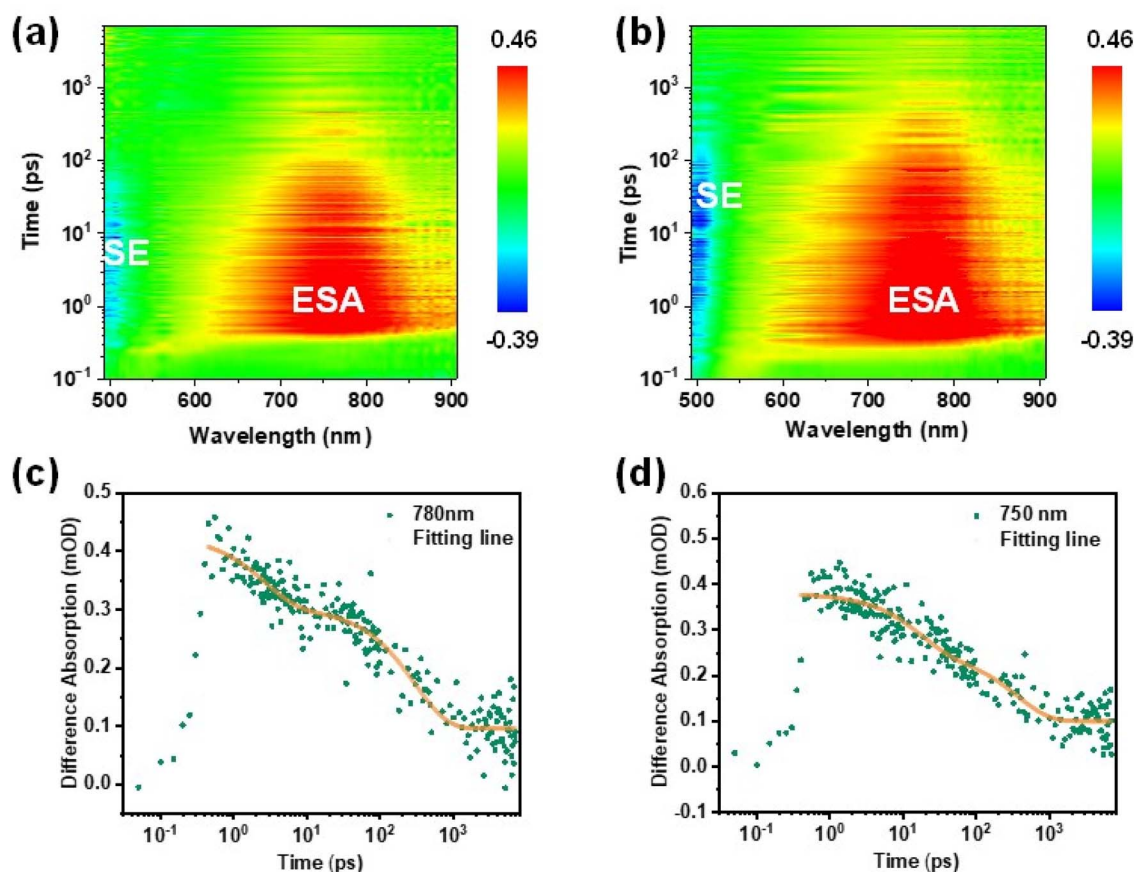 (a)
0.46
10³
10²
10¹
10⁰
10⁻¹
Time (ps)
SE
ESA
-0.39
500 600 700 800 900
Wavelength (nm)
(b)
0.46
10³
10²
10¹
10⁰
10⁻¹
Time (ps)
SE
ESA
-0.39
500 600 700 800 900
Wavelength (nm)
(c)
0.5
0.4
0.3
0.2
0.1
0.0
Difference Absorption (mOD)
780nm
Fitting line
10⁻¹ 10⁰ 10¹ 10² 10³
Time (ps)
(d)
0.6
0.5
0.4
0.3
0.2
0.1
0.0
-0.1
Difference Absorption (mOD)
750 nm
Fitting line
10⁻¹ 10⁰ 10¹ 10² 10³
Time (ps)